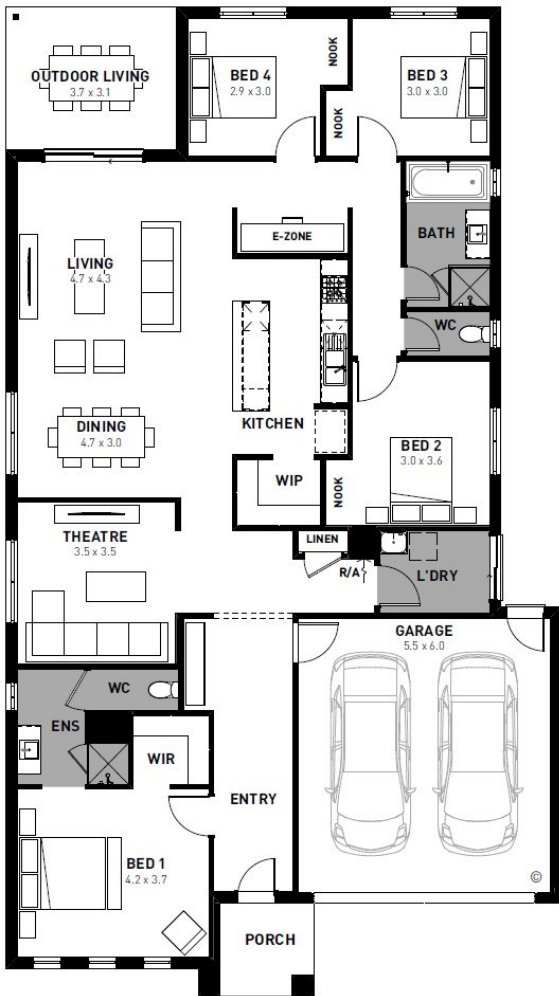 OUTDOOR LIVING
3.7 x 3.1
BED 4
2.9 x 3.0
NOOK
NOOK
BED 3
3.0 x 3.0
BATH
E-ZONE
LIVING
4.7 x 4.3
WC
KITCHEN
DINING
4.7 x 3.0
BED 2
3.0 x 3.6
WIP
NOOK
THEATRE
3.5 x 3.5
LINEN
R/A
L'DRY
GARAGE
5.5 x 6.0
WC
ENS
WIR
ENTRY
BED 1
4.2 x 3.7
©
PORCH